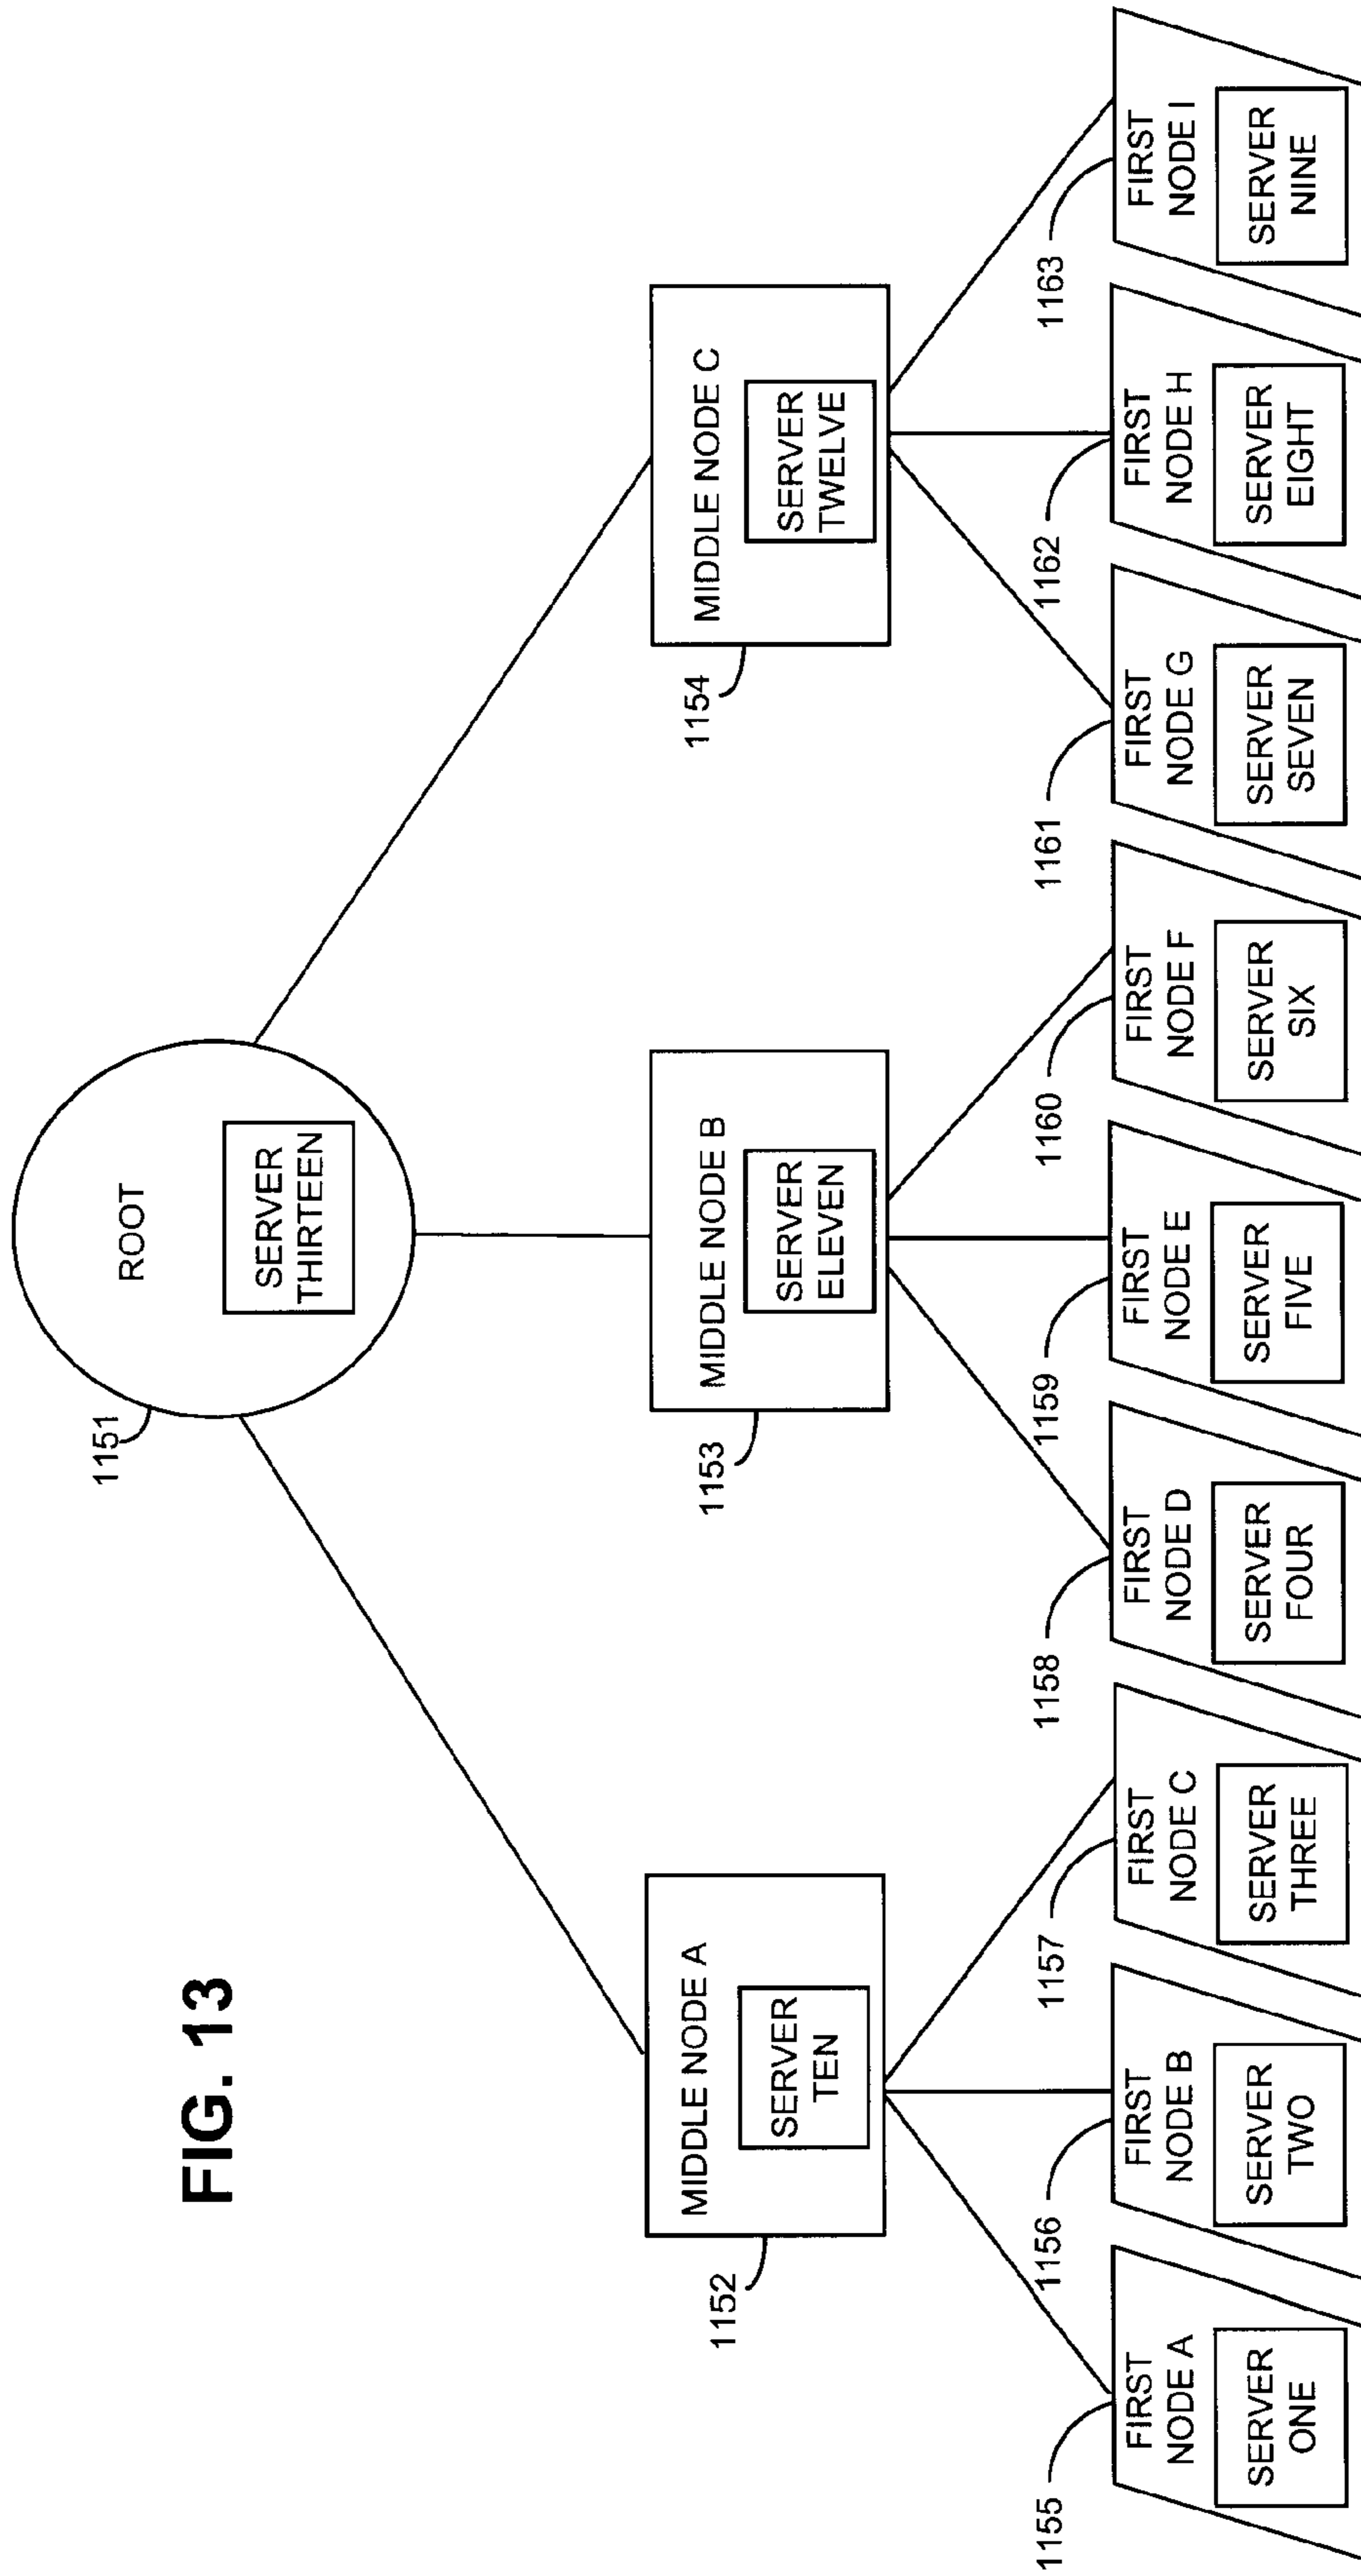 FIG. 13
1151
ROOT
SERVER
THIRTEEN
1152
MIDDLE NODE A
SERVER
TEN
1153
MIDDLE NODE B
SERVER
ELEVEN
1154
MIDDLE NODE C
SERVER
TWELVE
1155
FIRST
NODE A
SERVER
ONE
1156
FIRST
NODE B
SERVER
TWO
1157
FIRST
NODE C
SERVER
THREE
1158
FIRST
NODE D
SERVER
FOUR
1159
FIRST
NODE E
SERVER
FIVE
1160
FIRST
NODE F
SERVER
SIX
1161
FIRST
NODE G
SERVER
SEVEN
1162
FIRST
NODE H
SERVER
EIGHT
1163
FIRST
NODE I
SERVER
NINE